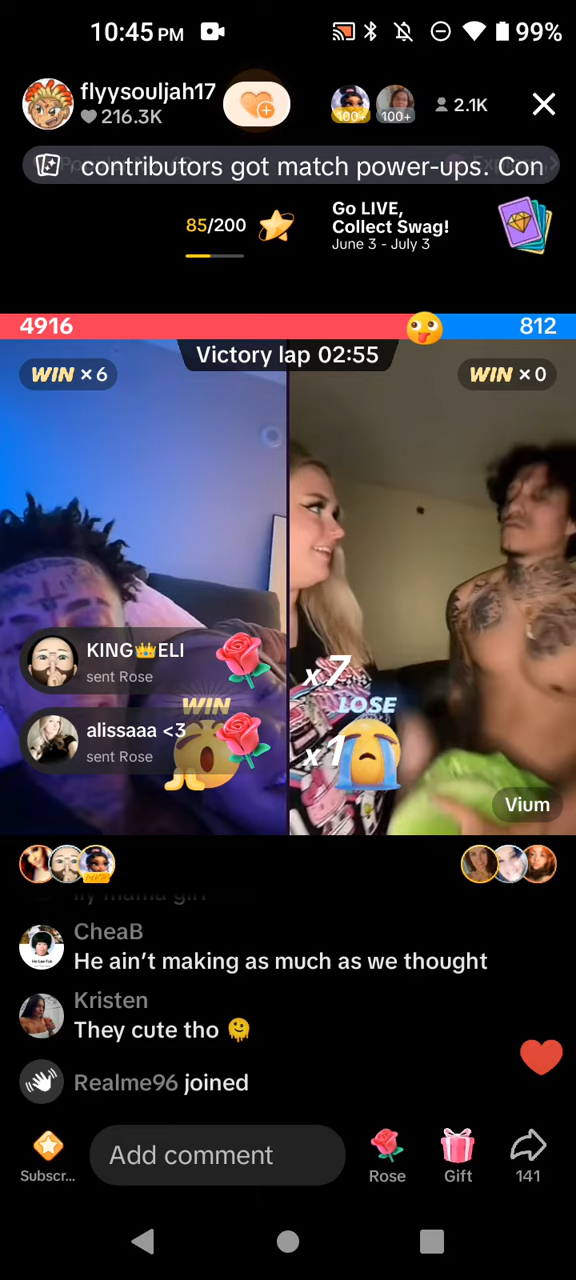 10:45 PM
99%
flyysouljah17
216.3K
100+
100+
2.1K
contributors got match power-ups. Con
85/200
Go LIVE,
Collect Swag!
June 3 - July 3
4916
812
Victory lap 02:55
WIN × 6
WIN × 0
KING👑ELI
sent Rose
x7
WIN
LOSE
alissaaa <3
sent Rose
x1
Vium
CheaB
He ain’t making as much as we thought
Kristen
They cute tho 🫠
Realme96 joined
Add comment
Subscr...
Rose
Gift
141